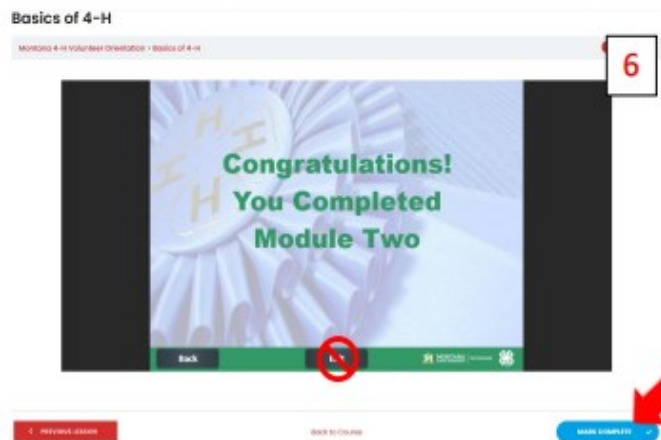 Basics of 4-H
Montana 4-H Volunteer Orientation > Basics of 4-H
6
H H
H H
Congratulations!
You Completed
Module Two
Back
MONTANA
PREVIOUS LESSON
Back to Course
MARK COMPLETE